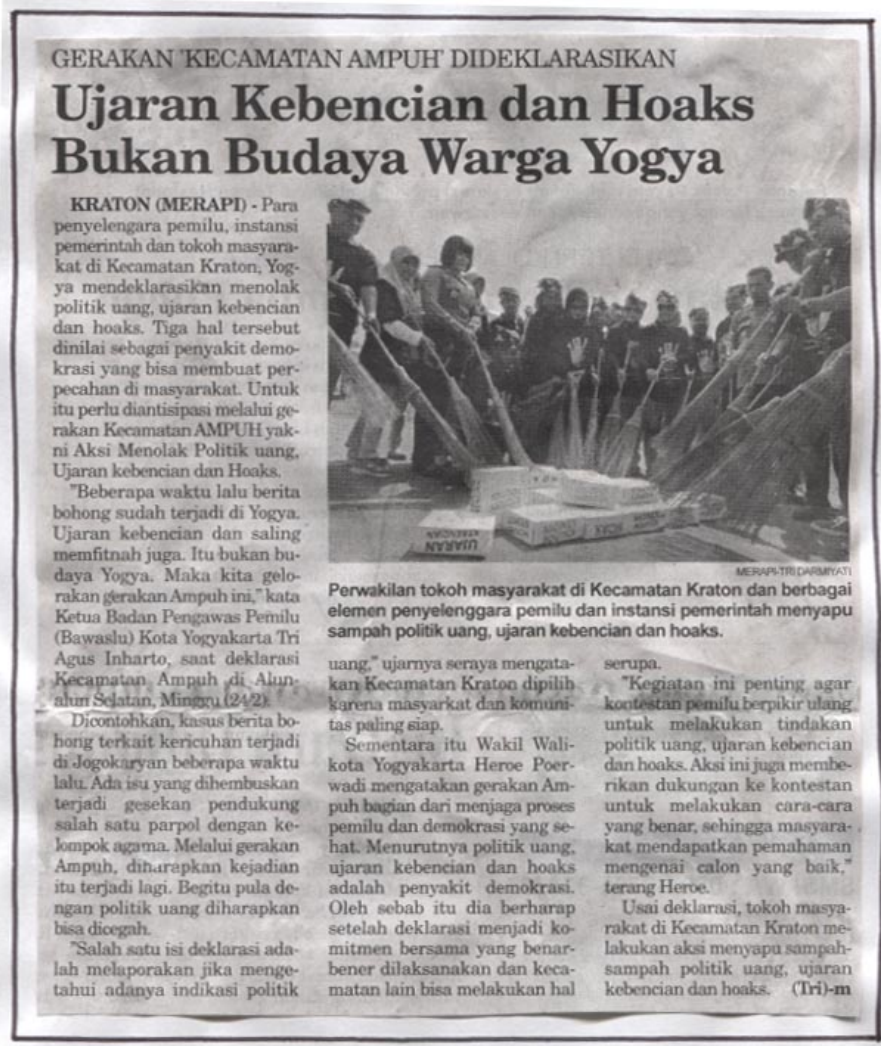 GERAKAN 'KECAMATAN AMPUH' DIDEKLARASIKAN
Ujaran Kebencian dan Hoaks
Bukan Budaya Warga Yogya
KRATON (MERAPI) - Para
penyelengara pemilu, instansi
pemerintah dan tokoh masyara-
kat di Kecamatan Kraton, Yog-
ya mendeklarasikan menolak
politik uang, ujaran kebencian
dan hoaks. Tiga hal tersebut
dinilai sebagai penyakit demo-
krasi yang bisa membuat per-
pecahan di masyarakat. Untuk
itu perlu diantisipasi melalui ge-
rakan Kecamatan AMPUH yak-
ni Aksi Menolak Politik uang,
Ujaran kebencian dan Hoaks.
"Beberapa waktu lalu berita
bohong sudah terjadi di Yogya.
Ujaran kebencian dan saling
memfitnah juga. Itu bukan bu-
daya Yogya. Maka kita gelo-
rakan gerakan Ampuh ini," kata
Ketua Badan Pengawas Pemilu
(Bawaslu) Kota Yogyakarta Tri
Agus Inharto, saat deklarasi
Kecamatan Ampuh di Alun-
alun Selatan, Minggu (24/2).
Dicontohkan, kasus berita bo-
hong terkait kericuhan terjadi
di Jogokaryan beberapa waktu
lalu. Ada isu yang dihembuskan
terjadi gesekan pendukung
salah satu parpol dengan ke-
lompok agama. Melalui gerakan
Ampuh, diharapkan kejadian
itu terjadi lagi. Begitu pula de-
ngan politik uang diharapkan
bisa dicegah.
"Salah satu isi deklarasi ada-
lah melaporakan jika menge-
tahui adanya indikasi politik
UJARAN
KEBENCIAN
HOAX
MERAPI-TRI DARMIYATI
Perwakilan tokoh masyarakat di Kecamatan Kraton dan berbagai
elemen penyelenggara pemilu dan instansi pemerintah menyapu
sampah politik uang, ujaran kebencian dan hoaks.
uang," ujarnya seraya mengata-
kan Kecamatan Kraton dipilih
karena masyarkat dan komuni-
tas paling siap.
Sementara itu Wakil Wali-
kota Yogyakarta Heroe Poer-
wadi mengatakan gerakan Am-
puh bagian dari menjaga proses
pemilu dan demokrasi yang se-
hat. Menurutnya politik uang,
ujaran kebencian dan hoaks
adalah penyakit demokrasi.
Oleh sebab itu dia berharap
setelah deklarasi menjadi ko-
mitmen bersama yang benar-
bener dilaksanakan dan keca-
matan lain bisa melakukan hal
serupa.
"Kegiatan ini penting agar
kontestan pemilu berpikir ulang
untuk melakukan tindakan
politik uang, ujaran kebencian
dan hoaks. Aksi ini juga membe-
rikan dukungan ke kontestan
untuk melakukan cara-cara
yang benar, sehingga masyara-
kat mendapatkan pemahaman
mengenai calon yang baik,"
terang Heroe.
Usai deklarasi, tokoh masya-
rakat di Kecamatan Kraton me-
lakukan aksi menyapu sampah-
sampah politik uang, ujaran
kebencian dan hoaks. (Tri)-m